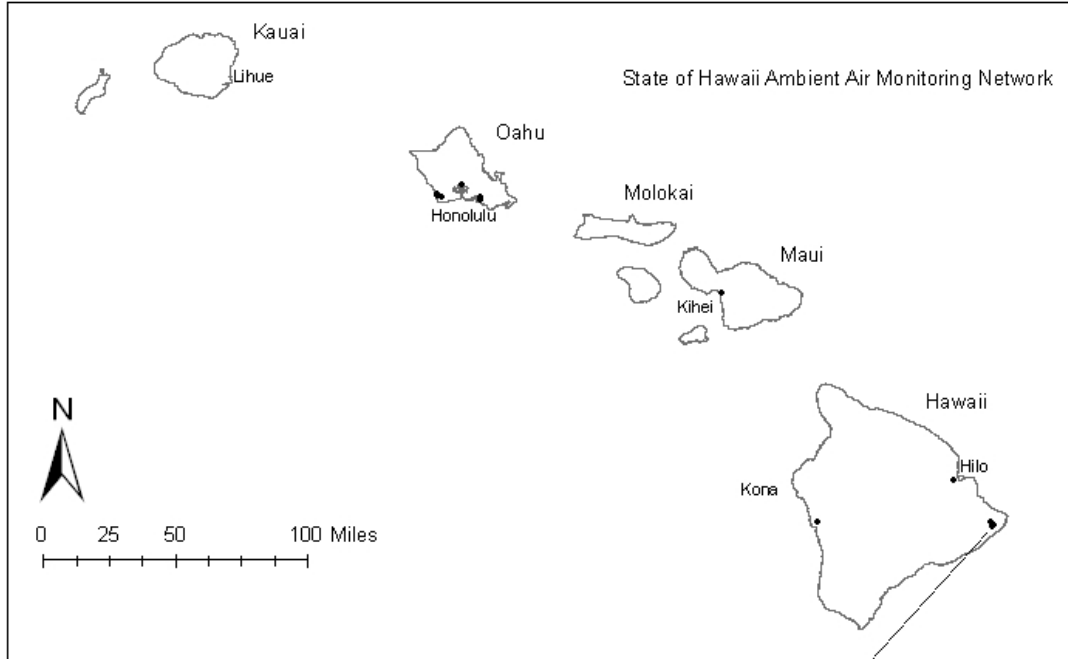 Kauai
Lihue
State of Hawaii Ambient Air Monitoring Network
Oahu
Honolulu
Molokai
Maui
Kihei
Hawaii
Hilo
Kona
N
0 25 50 100 Miles